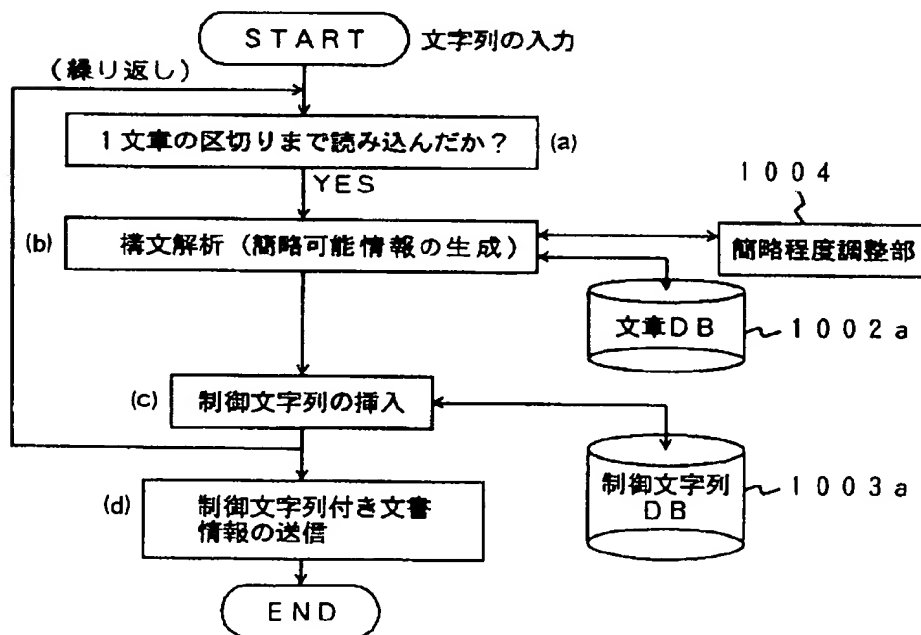 START 文字列の入力
(繰り返し)
1文章の区切りまで読み込んだか？ (a)
YES
1004
(b) 構文解析（簡略可能情報の生成）
簡略程度調整部
文章DB
1002a
(c) 制御文字列の挿入
制御文字列
DB
1003a
(d) 制御文字列付き文書
情報の送信
END